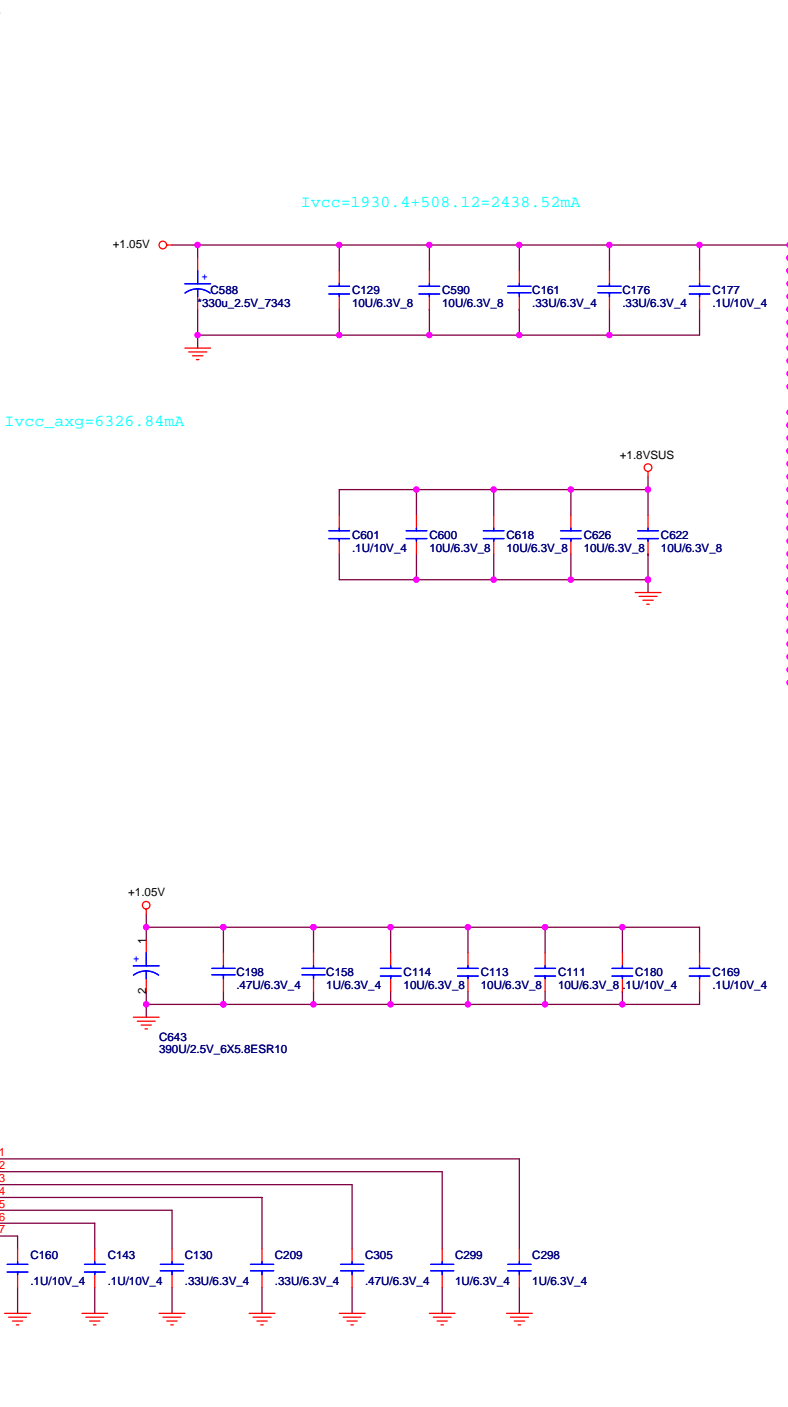 Ivcc=1930.4+508.12=2438.52mA
+1.05V
+
C588
*330u_2.5V_7343
C129
10U/6.3V_8
C590
10U/6.3V_8
C161
.33U/6.3V_4
C176
.33U/6.3V_4
C177
.1U/10V_4
Ivcc_axg=6326.84mA
+1.8VSUS
C601
.1U/10V_4
C600
10U/6.3V_8
C618
10U/6.3V_8
C626
10U/6.3V_8
C622
10U/6.3V_8
+1.05V
1
+
2
C643
390U/2.5V_6X5.8ESR10
C198
.47U/6.3V_4
C158
1U/6.3V_4
C114
10U/6.3V_8
C113
10U/6.3V_8
C111
10U/6.3V_8
C180
.1U/10V_4
C169
.1U/10V_4
1
2
3
4
5
6
7
C160
.1U/10V_4
C143
.1U/10V_4
C130
.33U/6.3V_4
C209
.33U/6.3V_4
C305
.47U/6.3V_4
C299
1U/6.3V_4
C298
1U/6.3V_4